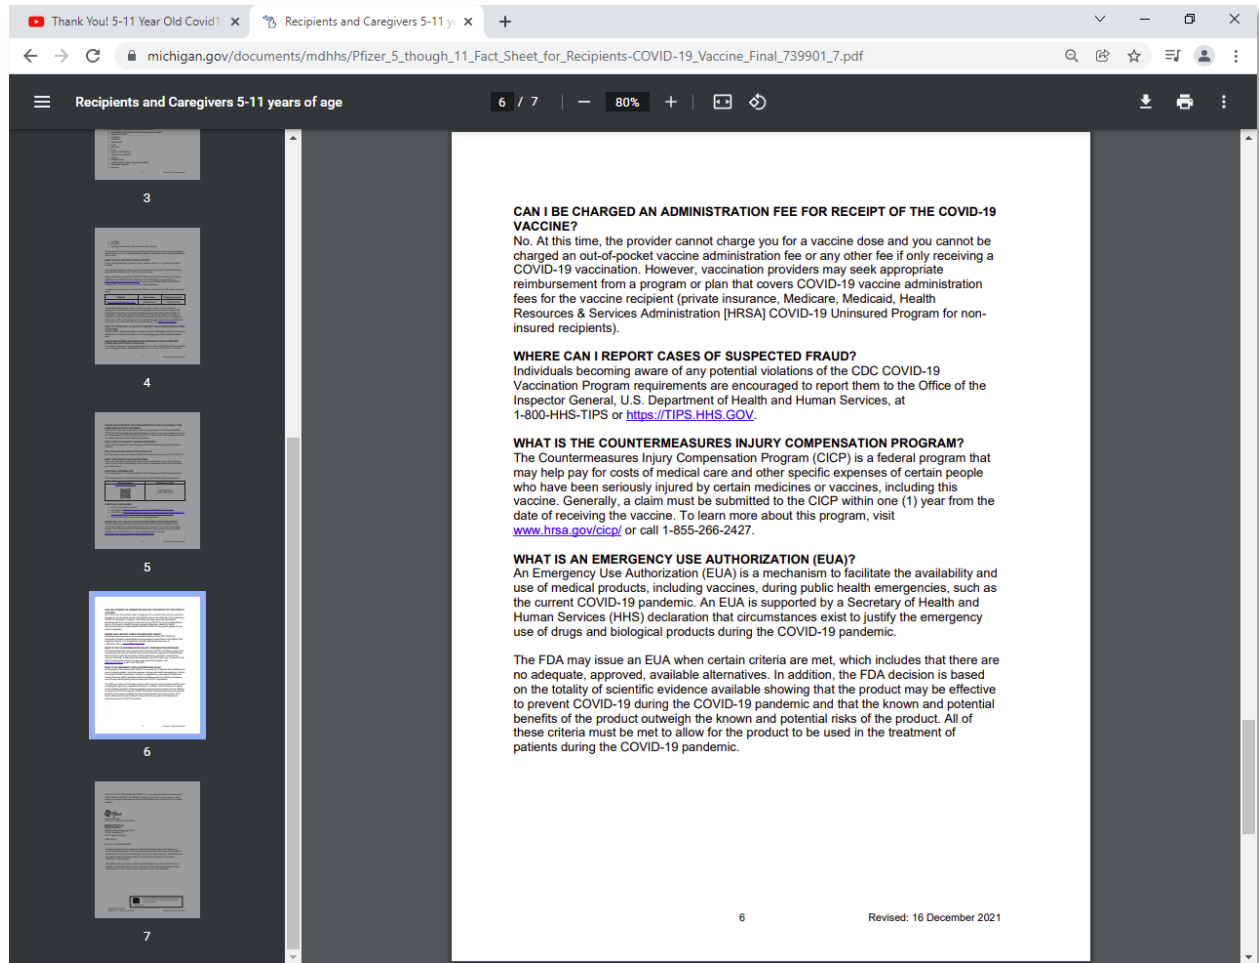 Thank You! 5-11 Year Old Covid1
Recipients and Caregivers 5-11 y
michigan.gov/documents/mdhhs/Pfizer_5_though_11_Fact_Sheet_for_Recipients-COVID-19_Vaccine_Final_739901_7.pdf
Recipients and Caregivers 5-11 years of age
6 / 7
80%
3
4
5
6
7
CAN I BE CHARGED AN ADMINISTRATION FEE FOR RECEIPT OF THE COVID-19
VACCINE?
No. At this time, the provider cannot charge you for a vaccine dose and you cannot be
charged an out-of-pocket vaccine administration fee or any other fee if only receiving a
COVID-19 vaccination. However, vaccination providers may seek appropriate
reimbursement from a program or plan that covers COVID-19 vaccine administration
fees for the vaccine recipient (private insurance, Medicare, Medicaid, Health
Resources & Services Administration [HRSA] COVID-19 Uninsured Program for non-
insured recipients).
WHERE CAN I REPORT CASES OF SUSPECTED FRAUD?
Individuals becoming aware of any potential violations of the CDC COVID-19
Vaccination Program requirements are encouraged to report them to the Office of the
Inspector General, U.S. Department of Health and Human Services, at
1-800-HHS-TIPS or https://TIPS.HHS.GOV.
WHAT IS THE COUNTERMEASURES INJURY COMPENSATION PROGRAM?
The Countermeasures Injury Compensation Program (CICP) is a federal program that
may help pay for costs of medical care and other specific expenses of certain people
who have been seriously injured by certain medicines or vaccines, including this
vaccine. Generally, a claim must be submitted to the CICP within one (1) year from the
date of receiving the vaccine. To learn more about this program, visit
www.hrsa.gov/cicp/ or call 1-855-266-2427.
WHAT IS AN EMERGENCY USE AUTHORIZATION (EUA)?
An Emergency Use Authorization (EUA) is a mechanism to facilitate the availability and
use of medical products, including vaccines, during public health emergencies, such as
the current COVID-19 pandemic. An EUA is supported by a Secretary of Health and
Human Services (HHS) declaration that circumstances exist to justify the emergency
use of drugs and biological products during the COVID-19 pandemic.
The FDA may issue an EUA when certain criteria are met, which includes that there are
no adequate, approved, available alternatives. In addition, the FDA decision is based
on the totality of scientific evidence available showing that the product may be effective
to prevent COVID-19 during the COVID-19 pandemic and that the known and potential
benefits of the product outweigh the known and potential risks of the product. All of
these criteria must be met to allow for the product to be used in the treatment of
patients during the COVID-19 pandemic.
6
Revised: 16 December 2021